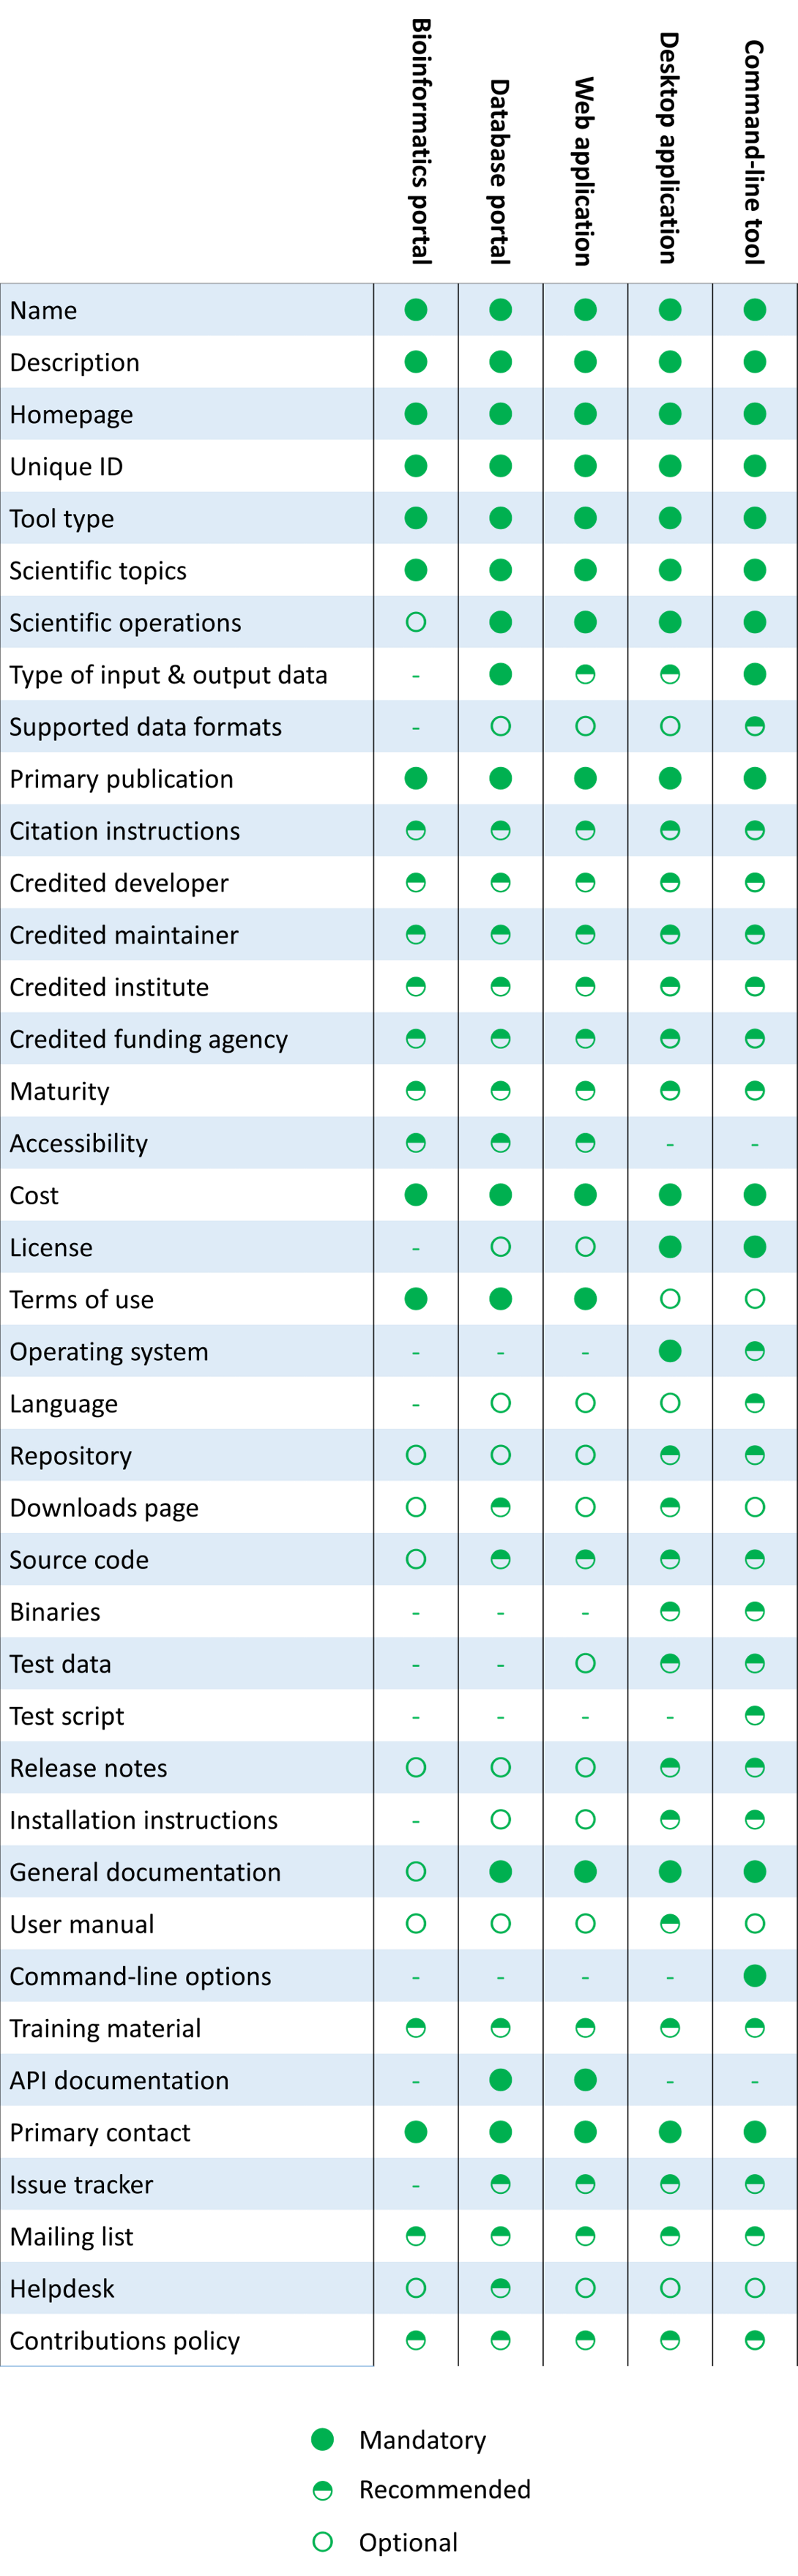 Bioinformatics portal
Database portal
Web application
Desktop application
Command-line tool
Name
Description
Homepage
Unique ID
Tool type
Scientific topics
Scientific operations
Type of input & output data -
Supported data formats -
Primary publication
Citation instructions
Credited developer
Credited maintainer
Credited institute
Credited funding agency
Maturity
Accessibility - -
Cost
License -
Terms of use
Operating system - - -
Language -
Repository
Downloads page
Source code
Binaries - - -
Test data - -
Test script - - - -
Release notes
Installation instructions -
General documentation
User manual
Command-line options - - - -
Training material
API documentation - - -
Primary contact
Issue tracker -
Mailing list
Helpdesk
Contributions policy
Mandatory
Recommended
Optional